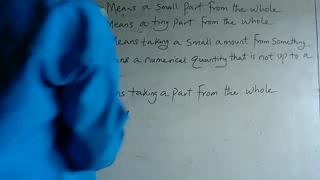 Means a small part from the whole
Means a tiny part from the whole
Means taking a small amount from something
a numerical quantity that is not up to a
taking a part from the whole